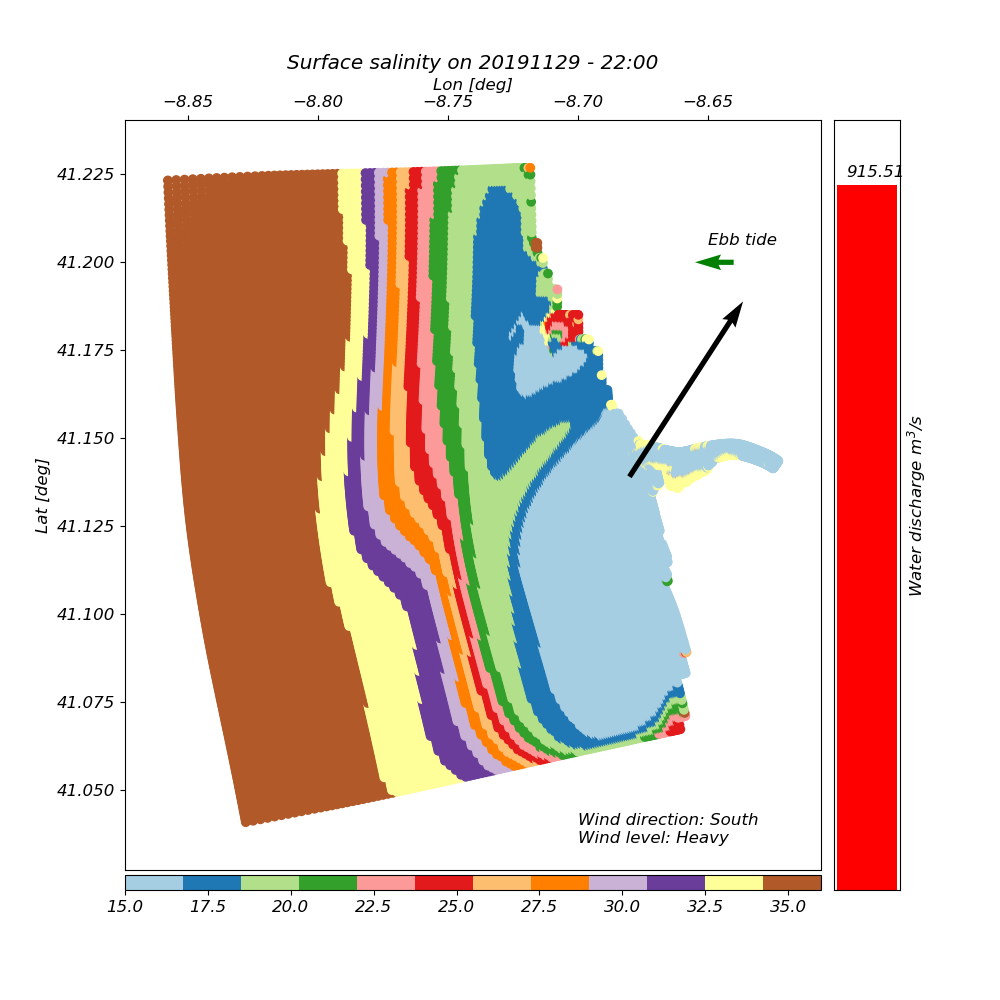 Surface salinity on 20191129 - 22:00
Lon [deg]
−8.85 −8.80 −8.75 −8.70 −8.65
915.51
41.225
Ebb tide
41.200
41.175
41.150
Lat [deg]
41.125
41.100
41.075
41.050
Water discharge m³/s
Wind direction: South
Wind level: Heavy
15.0 17.5 20.0 22.5 25.0 27.5 30.0 32.5 35.0